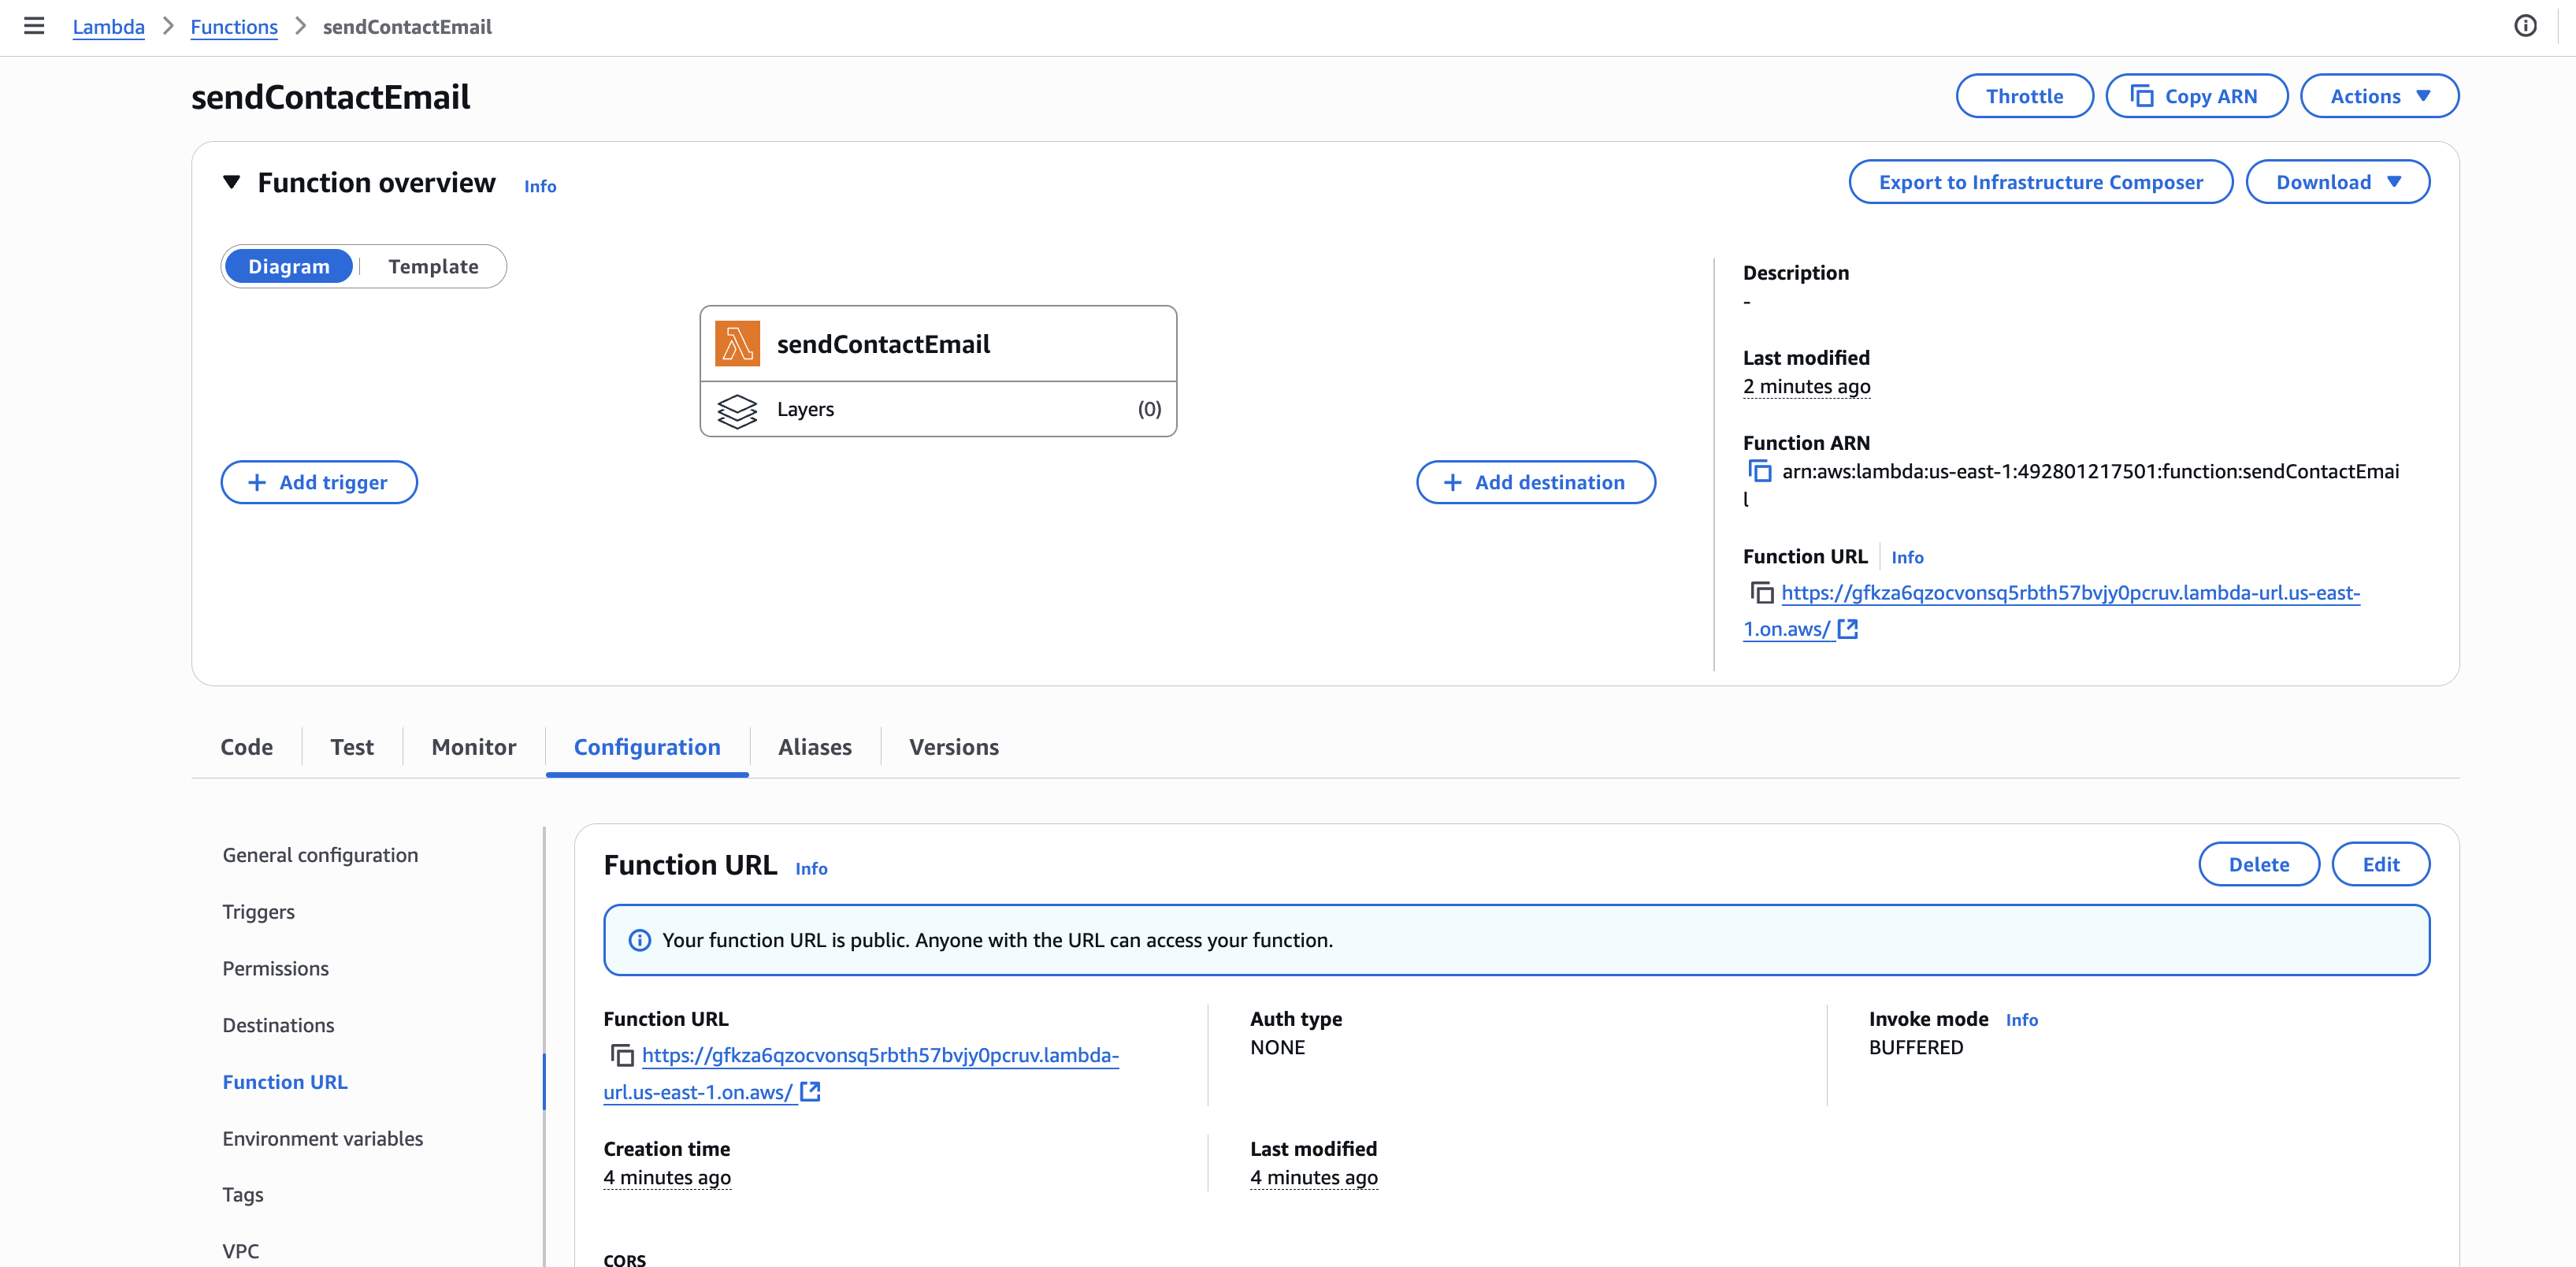 Lambda > Functions > sendContactEmail
sendContactEmail
Throttle
Copy ARN
Actions
Function overview Info
Export to Infrastructure Composer
Download
Diagram
Template
sendContactEmail
Layers (0)
+ Add trigger
+ Add destination
Description
-
Last modified
2 minutes ago
Function ARN
arn:aws:lambda:us-east-1:492801217501:function:sendContactEmai
l
Function URL Info
https://gfkza6qzocvonsq5rbth57bvjy0pcruv.lambda-url.us-east-
1.on.aws/
Code
Test
Monitor
Configuration
Aliases
Versions
General configuration
Triggers
Permissions
Destinations
Function URL
Environment variables
Tags
VPC
Function URL Info
Delete
Edit
Your function URL is public. Anyone with the URL can access your function.
Function URL
https://gfkza6qzocvonsq5rbth57bvjy0pcruv.lambda-
url.us-east-1.on.aws/
Auth type
NONE
Invoke mode Info
BUFFERED
Creation time
4 minutes ago
Last modified
4 minutes ago
CORS